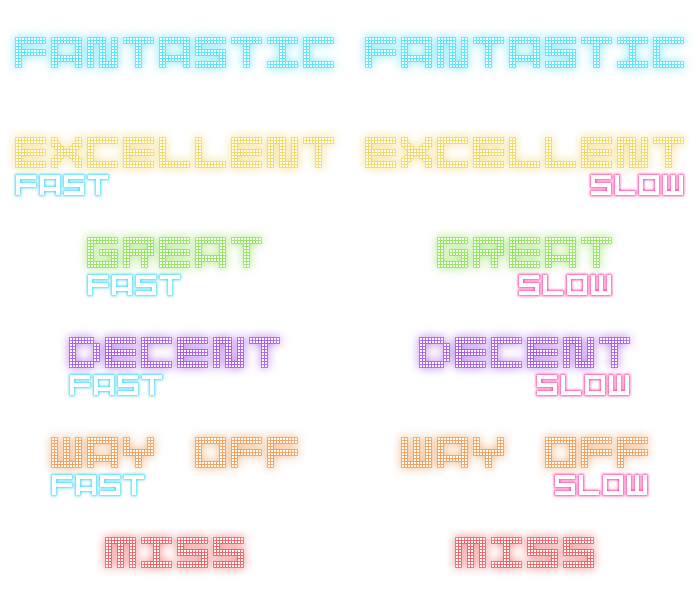 FANTASTIC FANTASTIC
EXCELLENT EXCELLENT
FAST SLOW
GREAT GREAT
FAST SLOW
DECENT DECENT
FAST SLOW
WAY OFF WAY OFF
FAST SLOW
MISS MISS